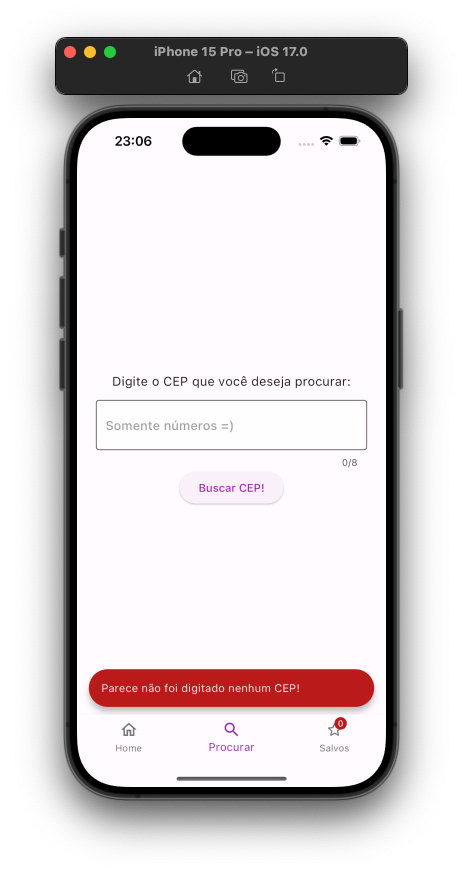 iPhone 15 Pro – iOS 17.0
23:06
Digite o CEP que você deseja procurar:
Somente números =)
0/8
Buscar CEP!
Parece não foi digitado nenhum CEP!
0
Home
Procurar
Salvos